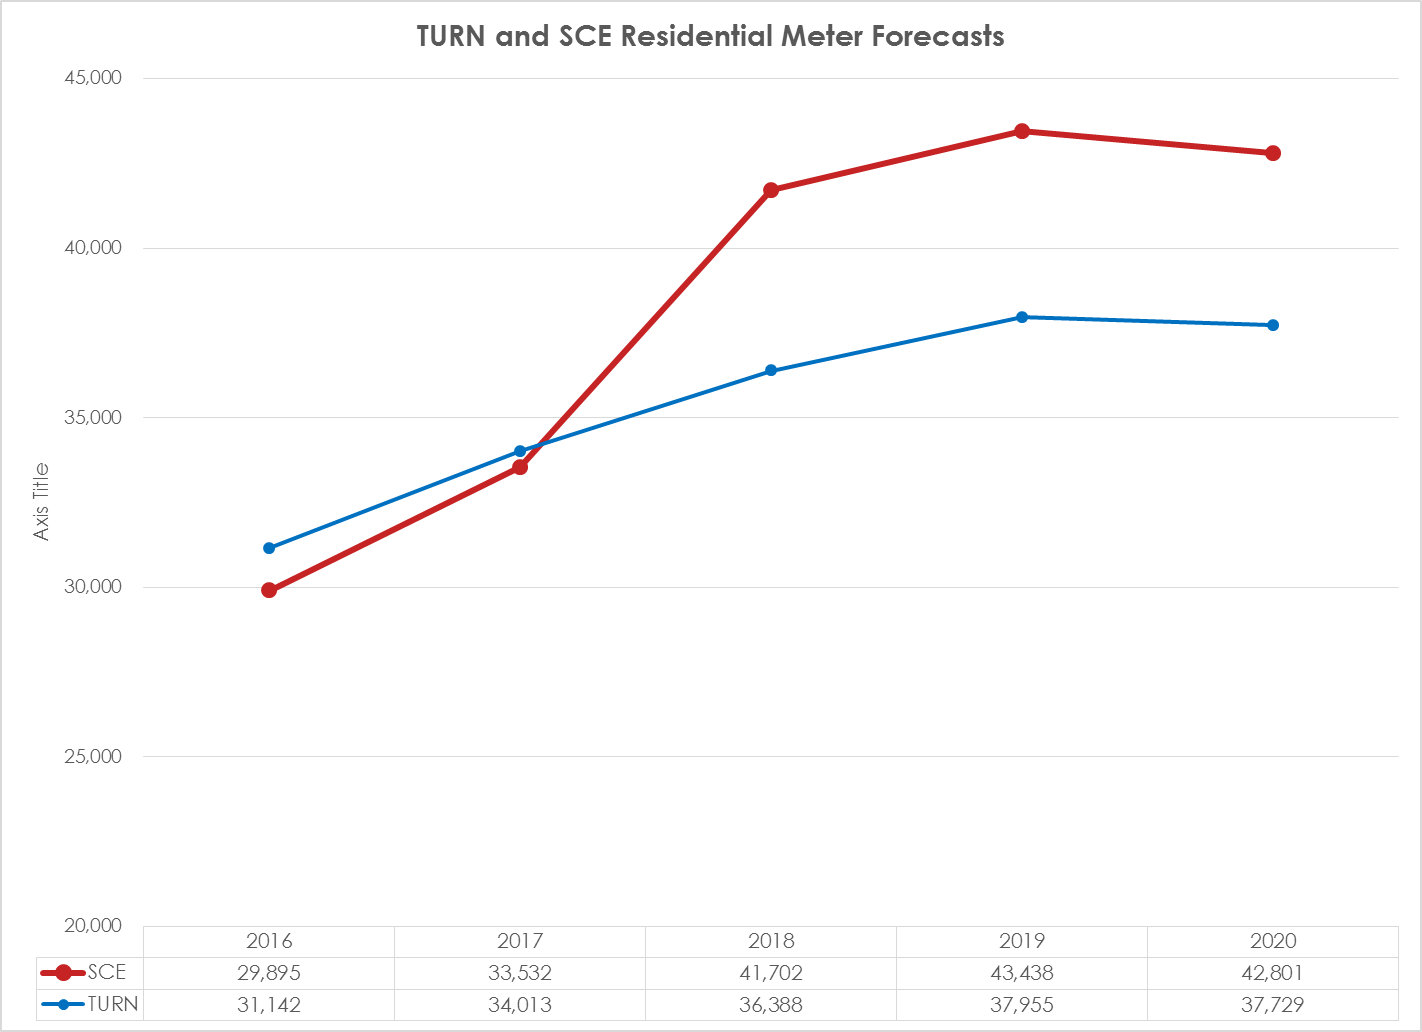 TURN and SCE Residential Meter Forecasts
45,000
40,000
35,000
Axis Title
30,000
25,000
20,000
2016 2017 2018 2019 2020
SCE 29,895 33,532 41,702 43,438 42,801
TURN 31,142 34,013 36,388 37,955 37,729